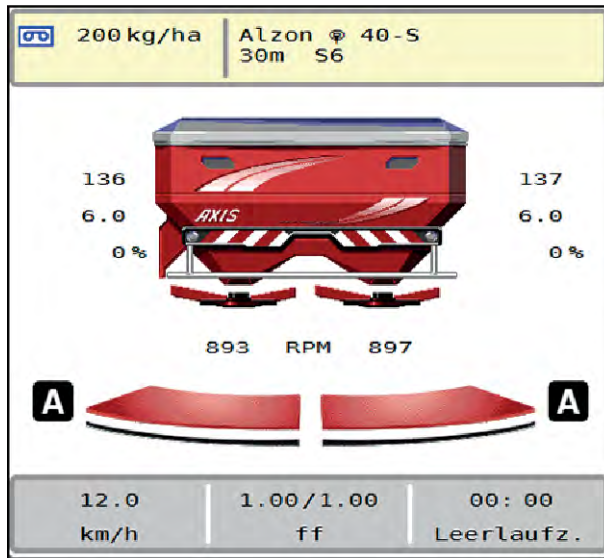 200 kg/ha
Alzon ® 40-S
30m S6
136 137
6.0 AXIS 6.0
0 % 0 %
893 RPM 897
A A
12.0 1.00/1.00 00:00
km/h ff Leerlaufz.